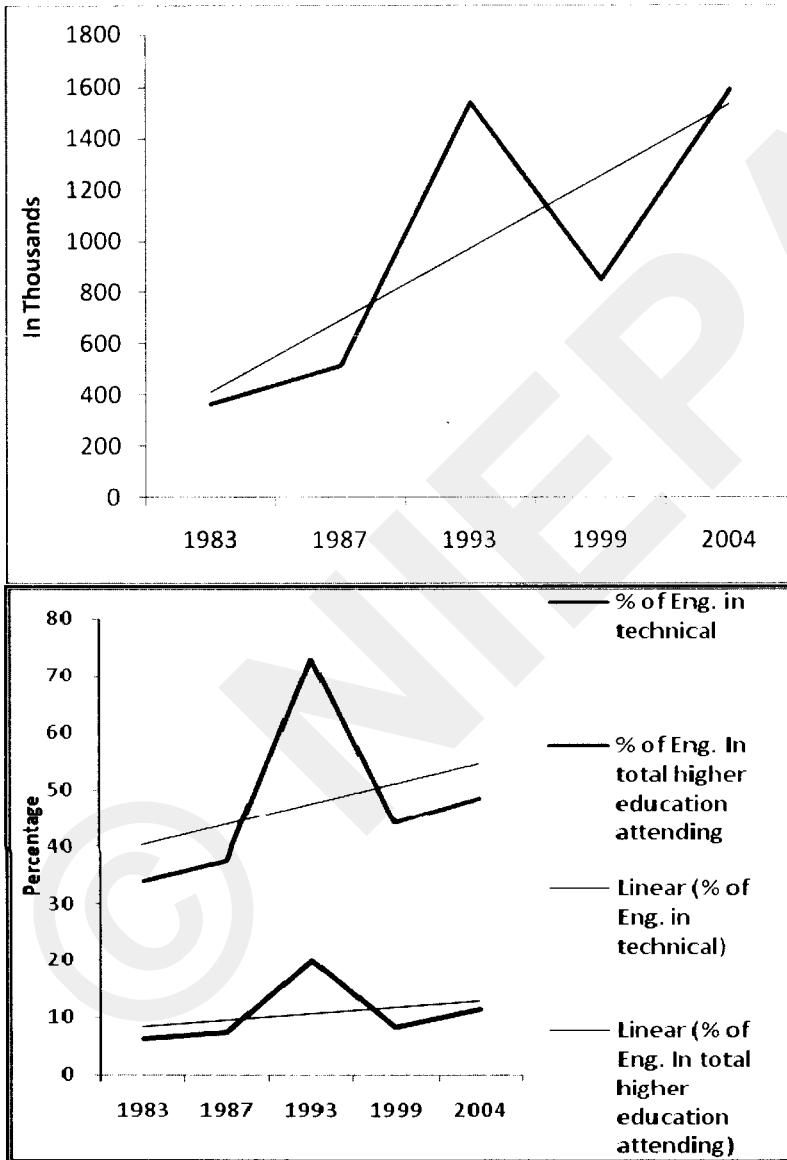 1800
1600
1400
1200
1000
800
600
400
200
0
In Thousands
1983 1987 1993 1999 2004
80
70
60
50
40
30
20
10
0
Percentage
1983 1987 1993 1999 2004
% of Eng. in
technical
% of Eng. In
total higher
education
attending
Linear (% of
Eng. in
technical)
Linear (% of
Eng. In total
higher
education
attending)
© NIEPA